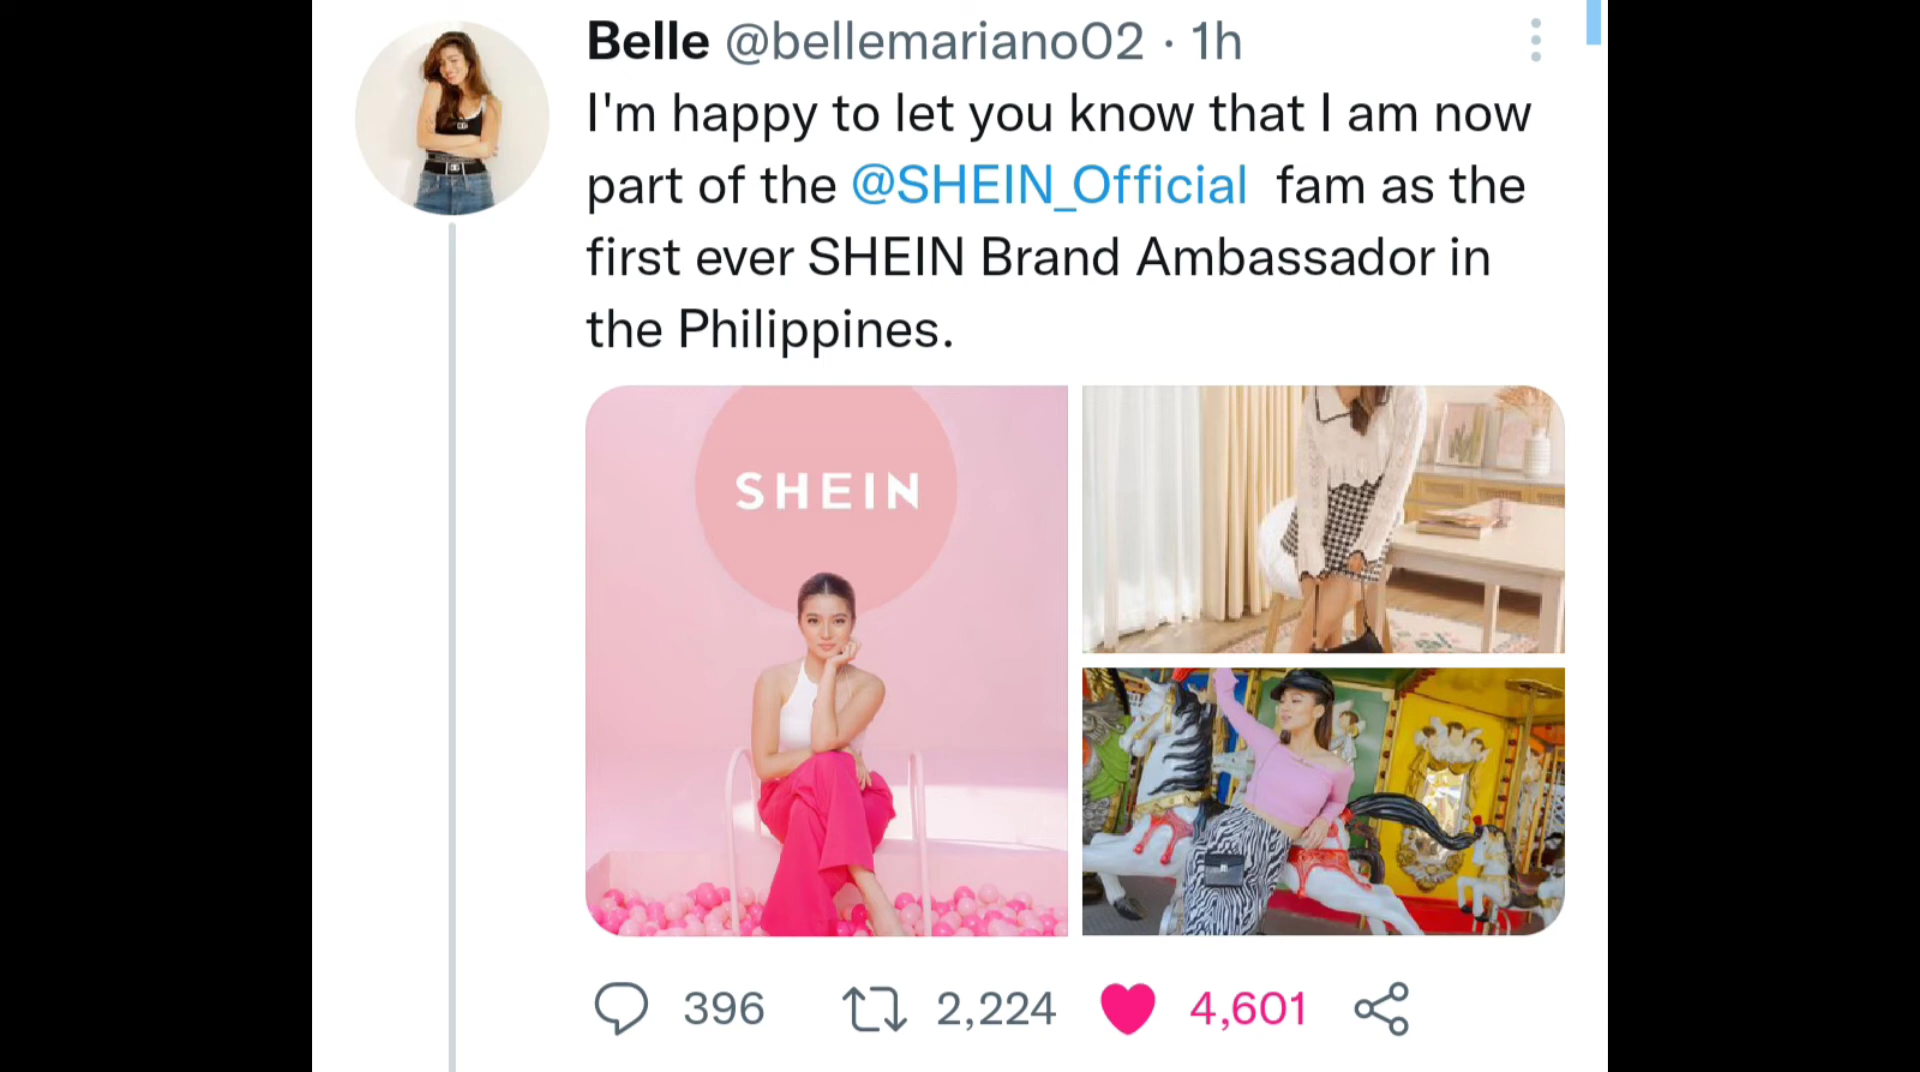 Belle @bellemariano02 · 1h
I'm happy to let you know that I am now
part of the @SHEIN_Official fam as the
first ever SHEIN Brand Ambassador in
the Philippines.
SHEIN
396 2,224 4,601